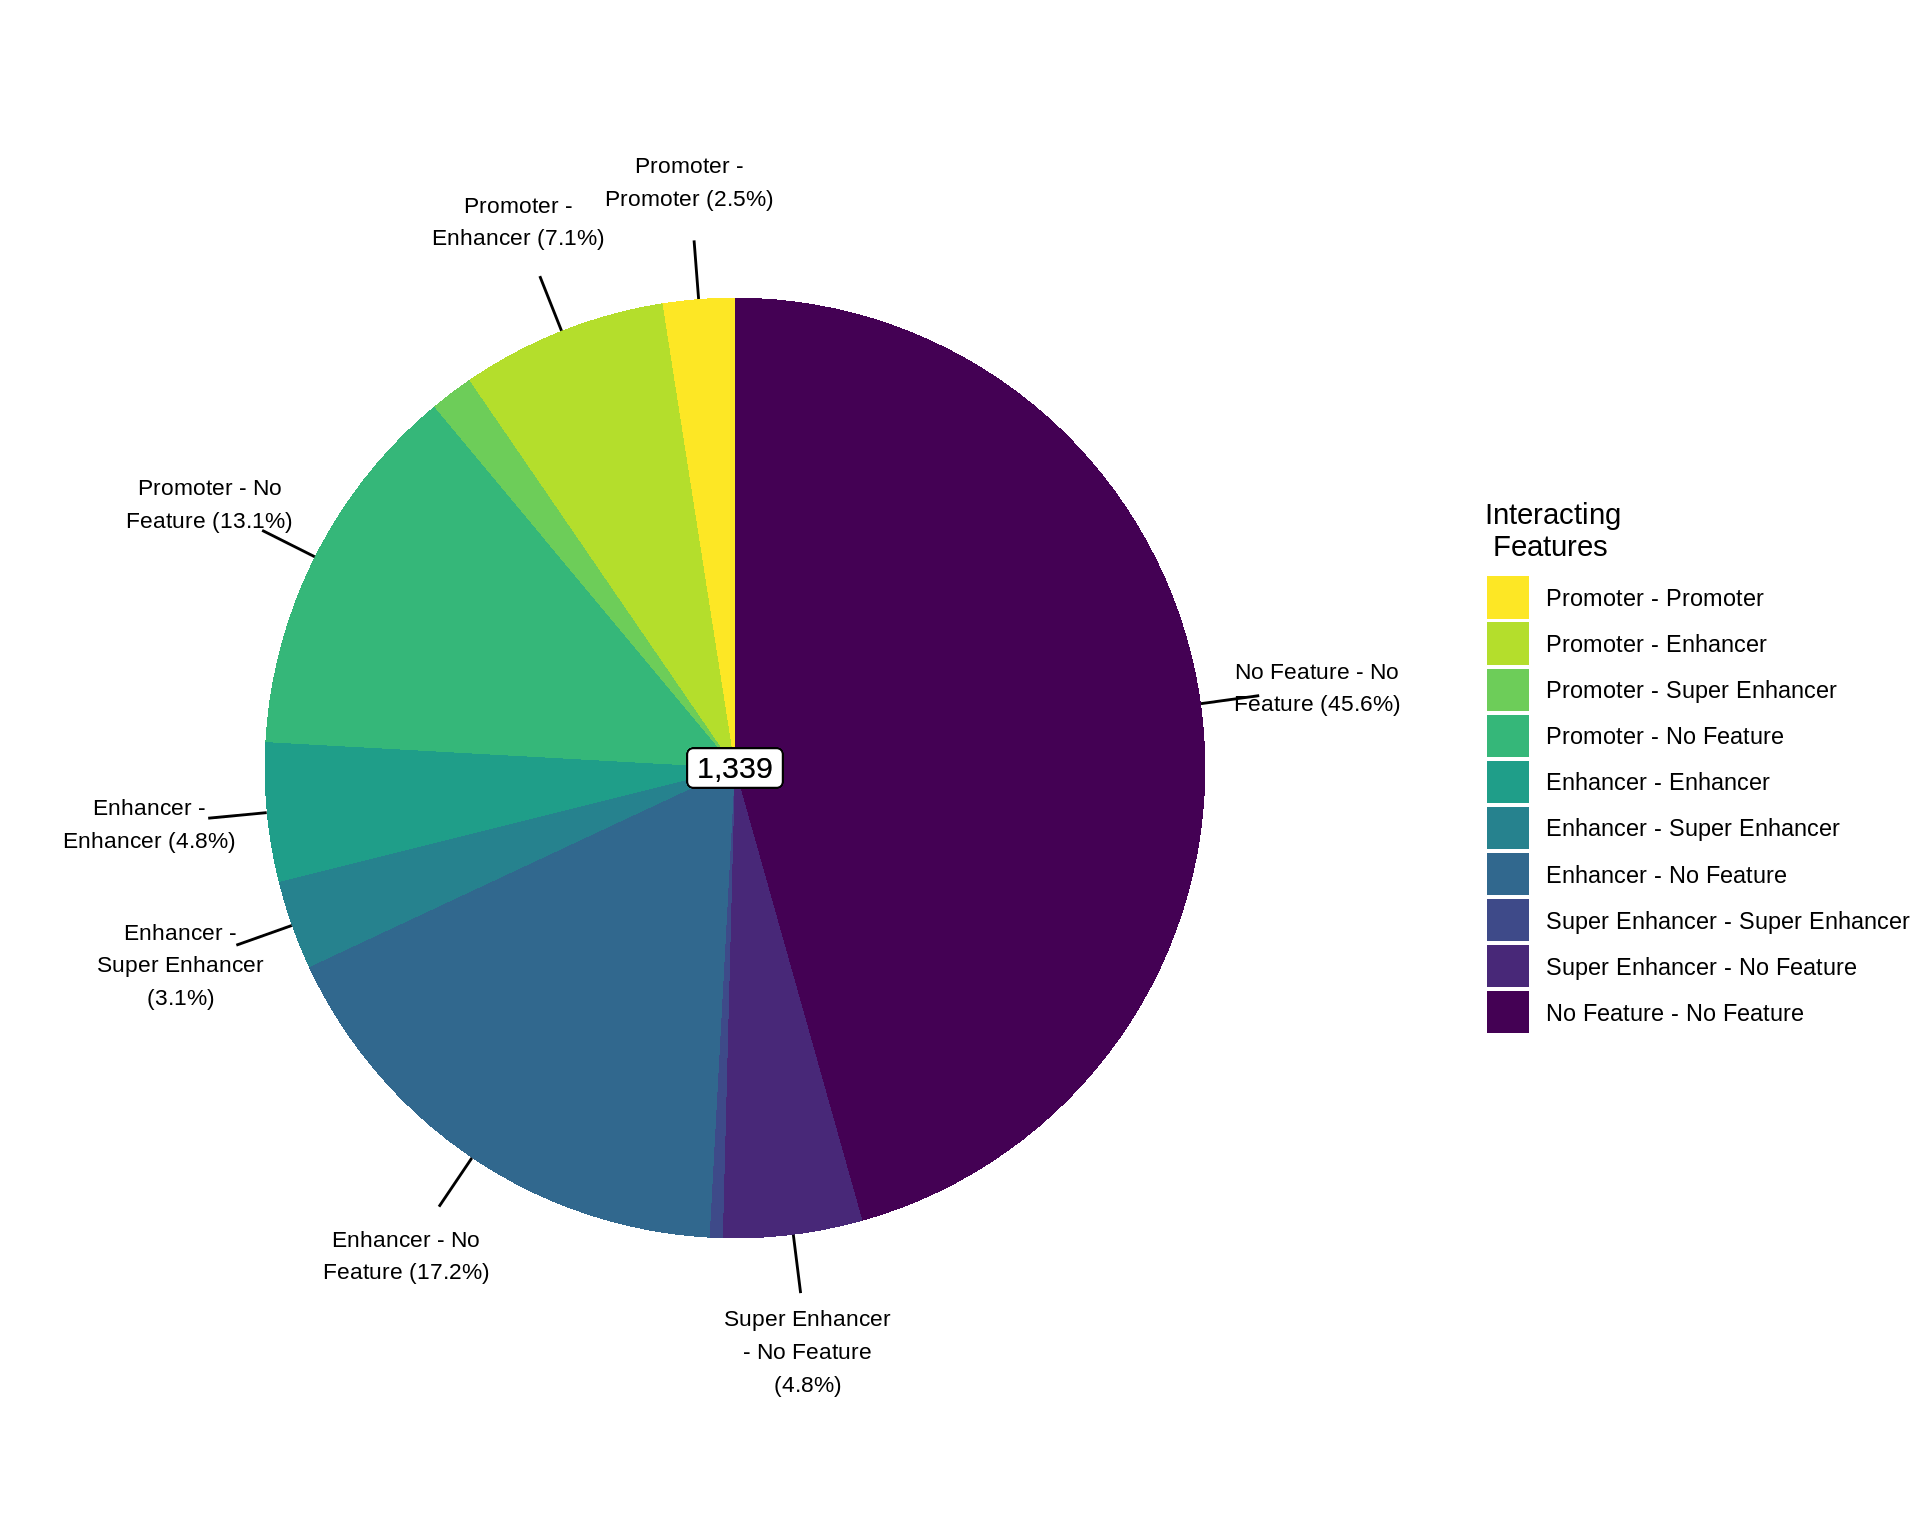 Promoter -
Promoter (2.5%)
Promoter -
Enhancer (7.1%)
Promoter - No
Feature (13.1%)
No Feature - No
Feature (45.6%)
1,339
Enhancer -
Enhancer (4.8%)
Enhancer -
Super Enhancer
(3.1%)
Enhancer - No
Feature (17.2%)
Super Enhancer
- No Feature
(4.8%)
Interacting
Features
Promoter - Promoter
Promoter - Enhancer
Promoter - Super Enhancer
Promoter - No Feature
Enhancer - Enhancer
Enhancer - Super Enhancer
Enhancer - No Feature
Super Enhancer - Super Enhancer
Super Enhancer - No Feature
No Feature - No Feature